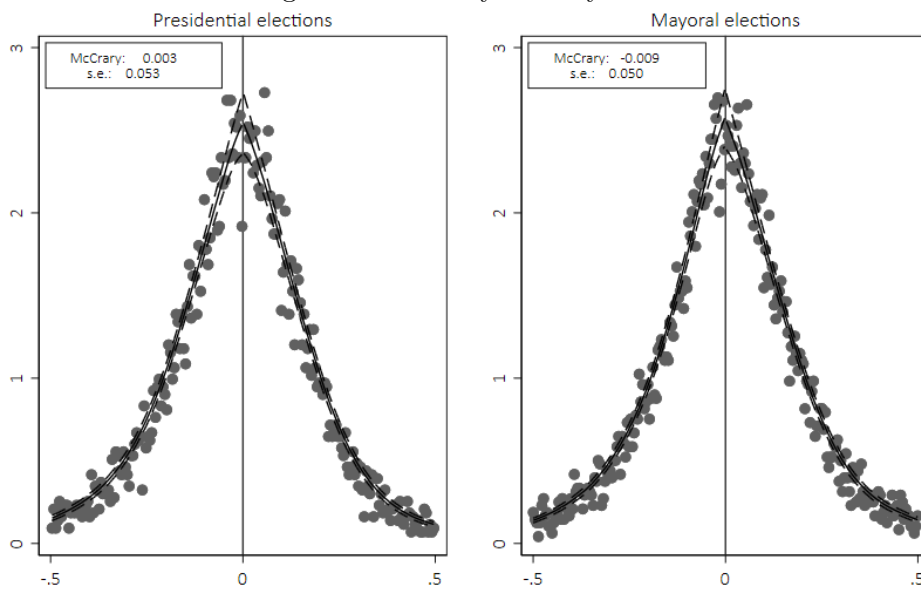 Presidential elections
McCrary: 0.003
s.e.: 0.053
3
2
1
0
-.5 0 .5
Mayoral elections
McCrary: -0.009
s.e.: 0.050
3
2
1
0
-.5 0 .5